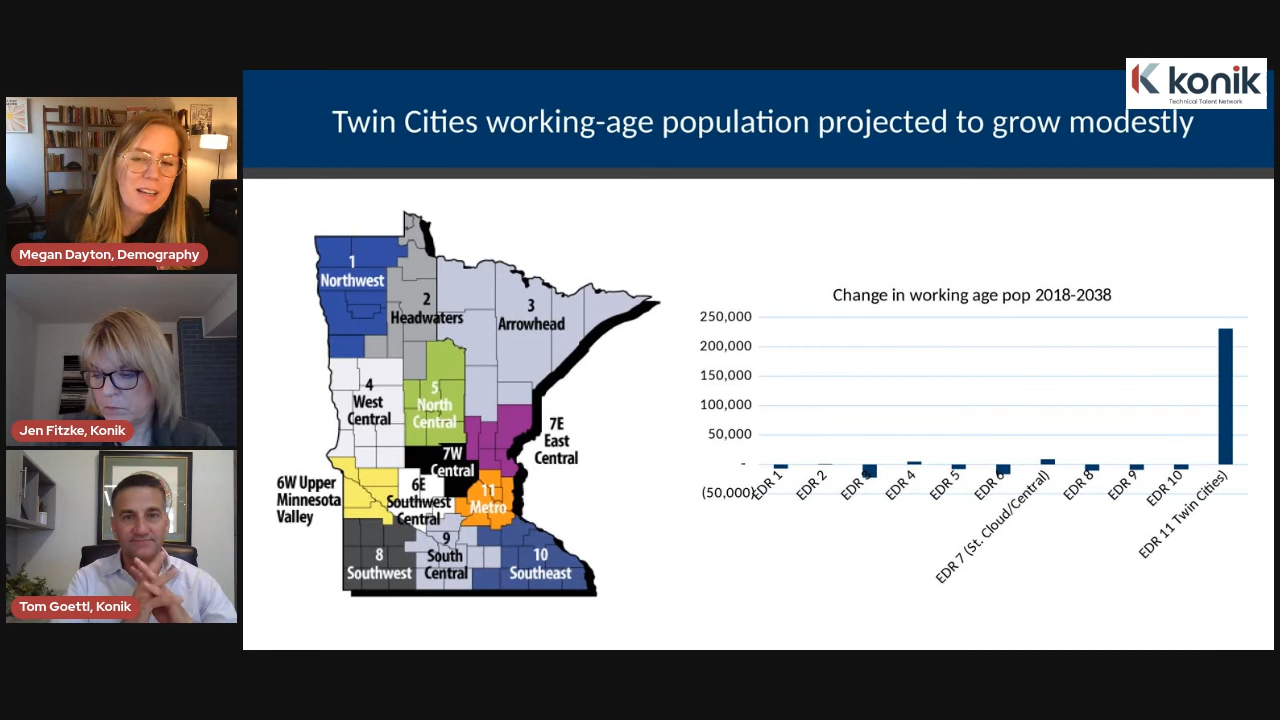 konik
Technical Talent Network
Twin Cities working-age population projected to grow modestly
Megan Dayton, Demography
Jen Fitzke, Konik
Tom Goettl, Konik
1
Northwest
2
Headwaters
3
Arrowhead
4
West
Central
5
North
Central
7E
East
Central
7W
Central
6W Upper
Minnesota
Valley
6E
Southwest
Central
11
Metro
8
Southwest
9
South
Central
10
Southeast
Change in working age pop 2018-2038
250,000
200,000
150,000
100,000
50,000
-
(50,000)
EDR 1
EDR 2
EDR 3
EDR 4
EDR 5
EDR 6
EDR 7 (St. Cloud/Central)
EDR 8
EDR 9
EDR 10
EDR 11 Twin Cities)